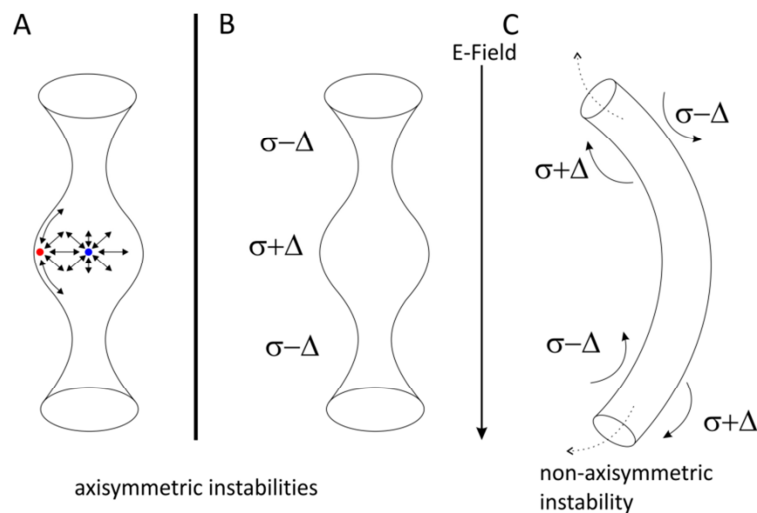 A
B
C
E-Field
σ−Δ
σ−Δ
σ+Δ
σ+Δ
σ−Δ
σ−Δ
σ+Δ
axisymmetric instabilities
non-axisymmetric
instability